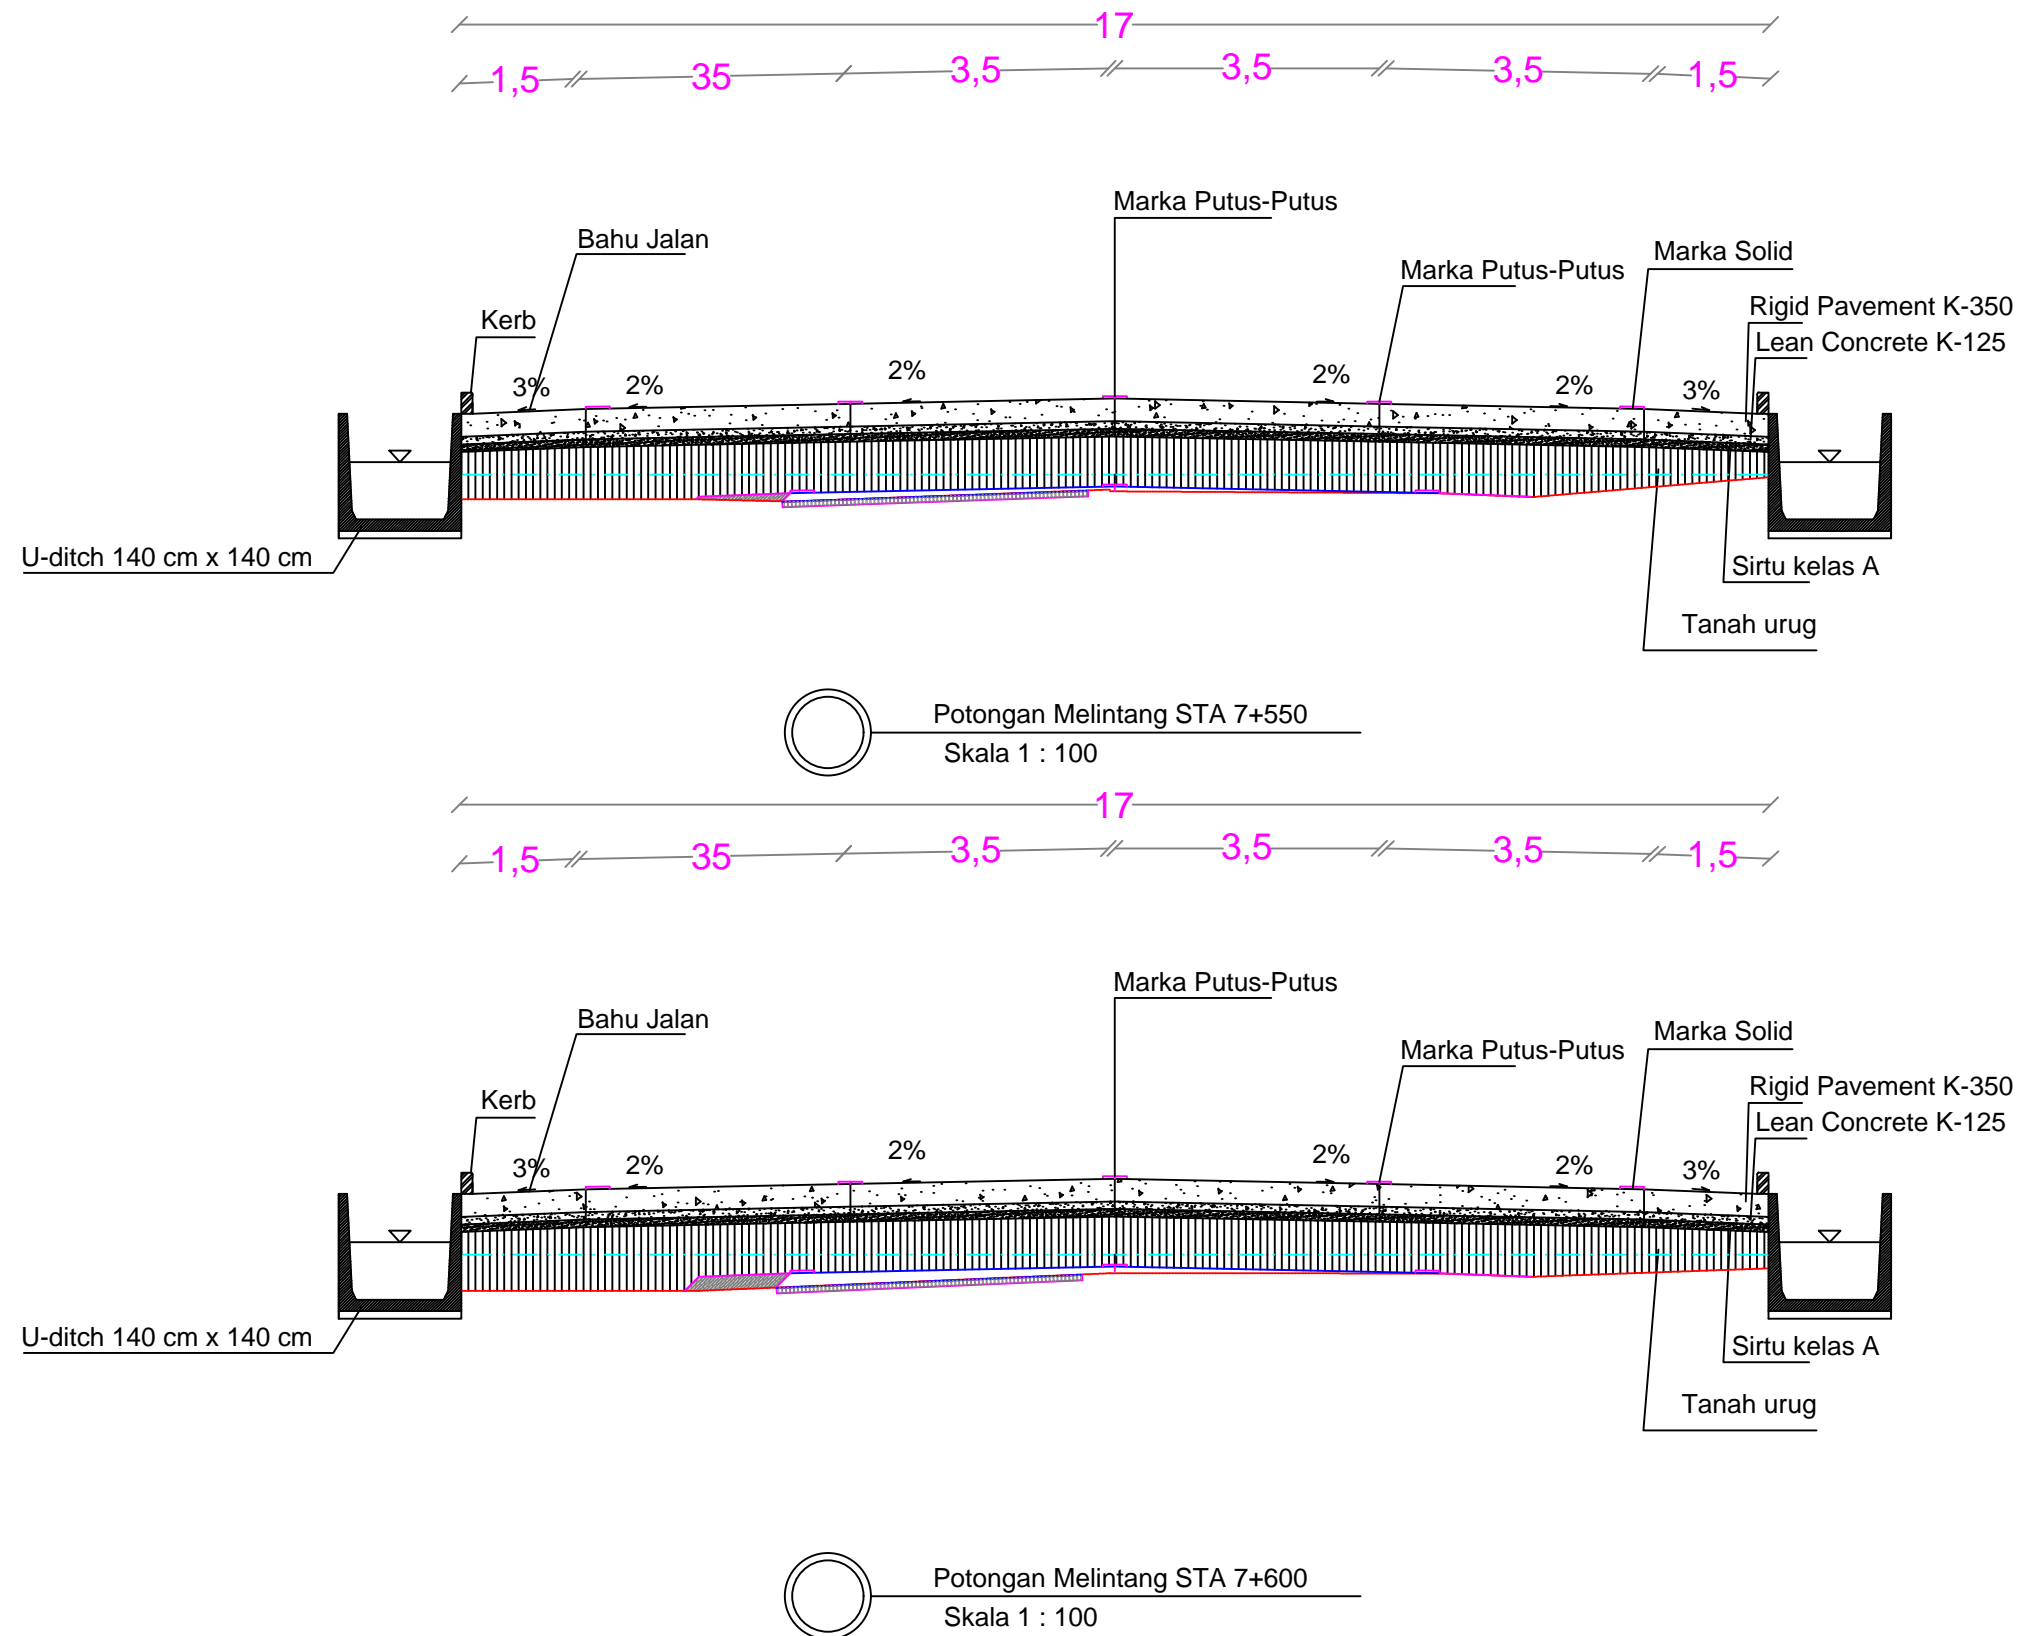 17
1,5 35 3,5 3,5 3,5 1,5
Marka Putus-Putus
Bahu Jalan
Marka Solid
Marka Putus-Putus
Rigid Pavement K-350
Kerb
Lean Concrete K-125
3% 2% 2% 2% 2% 3%
U-ditch 140 cm x 140 cm
Sirtu kelas A
Tanah urug
Potongan Melintang STA 7+550
Skala 1 : 100
17
1,5 35 3,5 3,5 3,5 1,5
Marka Putus-Putus
Bahu Jalan
Marka Solid
Marka Putus-Putus
Rigid Pavement K-350
Kerb
Lean Concrete K-125
3% 2% 2% 2% 2% 3%
U-ditch 140 cm x 140 cm
Sirtu kelas A
Tanah urug
Potongan Melintang STA 7+600
Skala 1 : 100